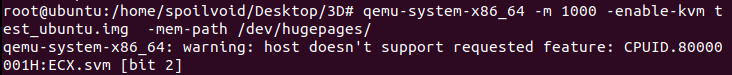 root@ubuntu:/home/spoilvoid/Desktop/3D# qemu-system-x86_64 -m 1000 -enable-kvm t
est_ubuntu.img  -mem-path /dev/hugepages/
qemu-system-x86_64: warning: host doesn't support requested feature: CPUID.80000
001H:ECX.svm [bit 2]